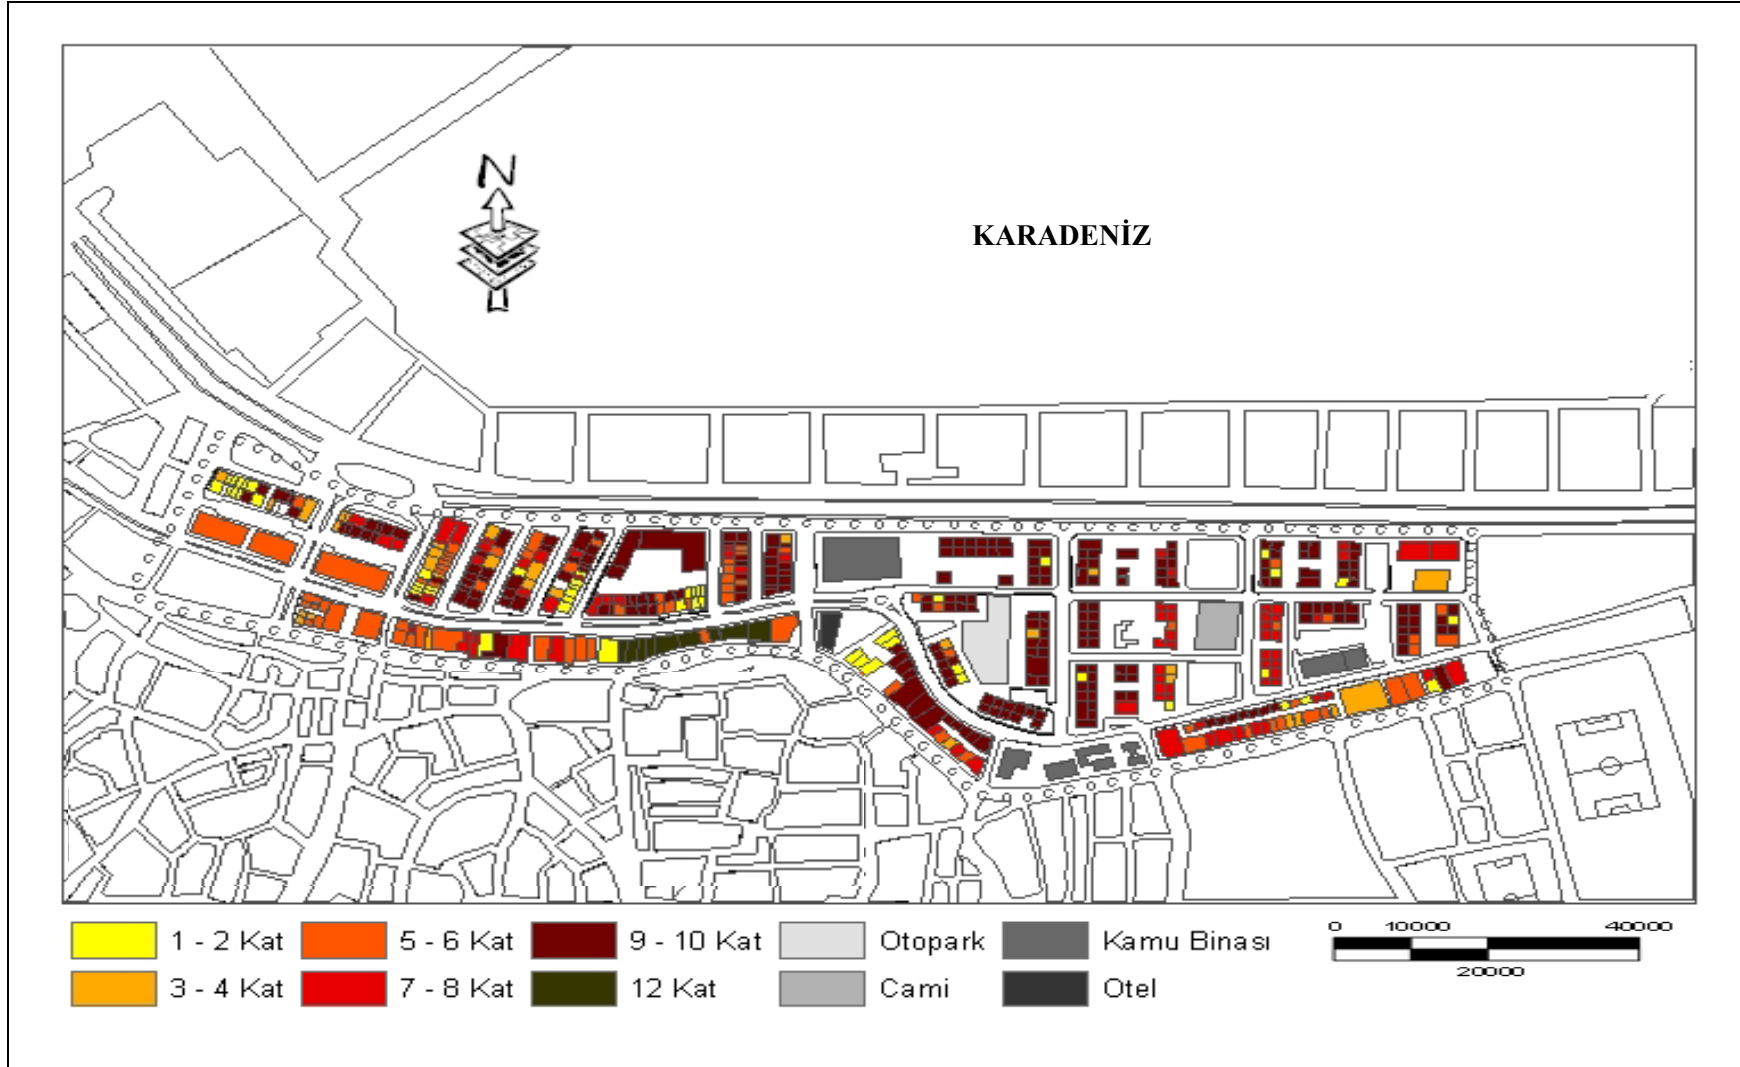 N
KARADENİZ
1 - 2 Kat
5 - 6 Kat
9 - 10 Kat
Otopark
Kamu Binası
3 - 4 Kat
7 - 8 Kat
12 Kat
Cami
Otel
0 10000 40000
20000